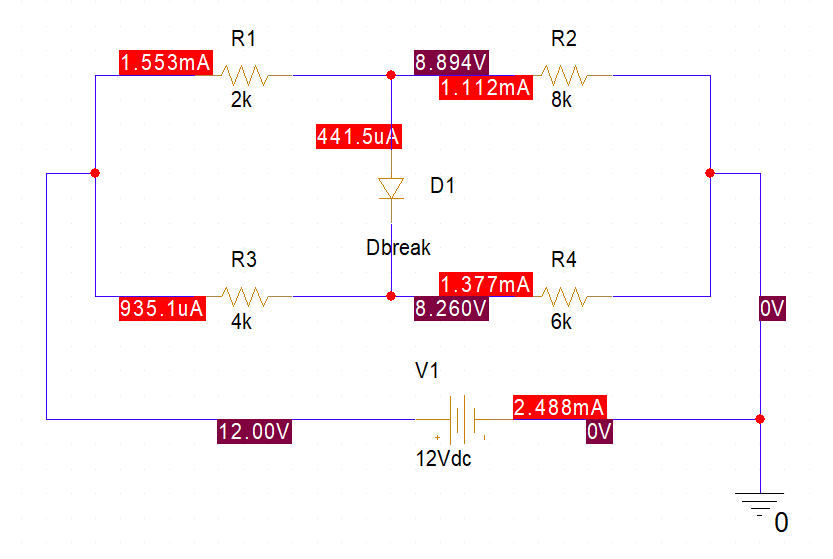 R1
R2
1.553mA
8.894V
2k
1.112mA
8k
441.5uA
D1
Dbreak
R3
R4
1.377mA
935.1uA
8.260V
0V
4k
6k
V1
2.488mA
12.00V
0V
+
-
12Vdc
0